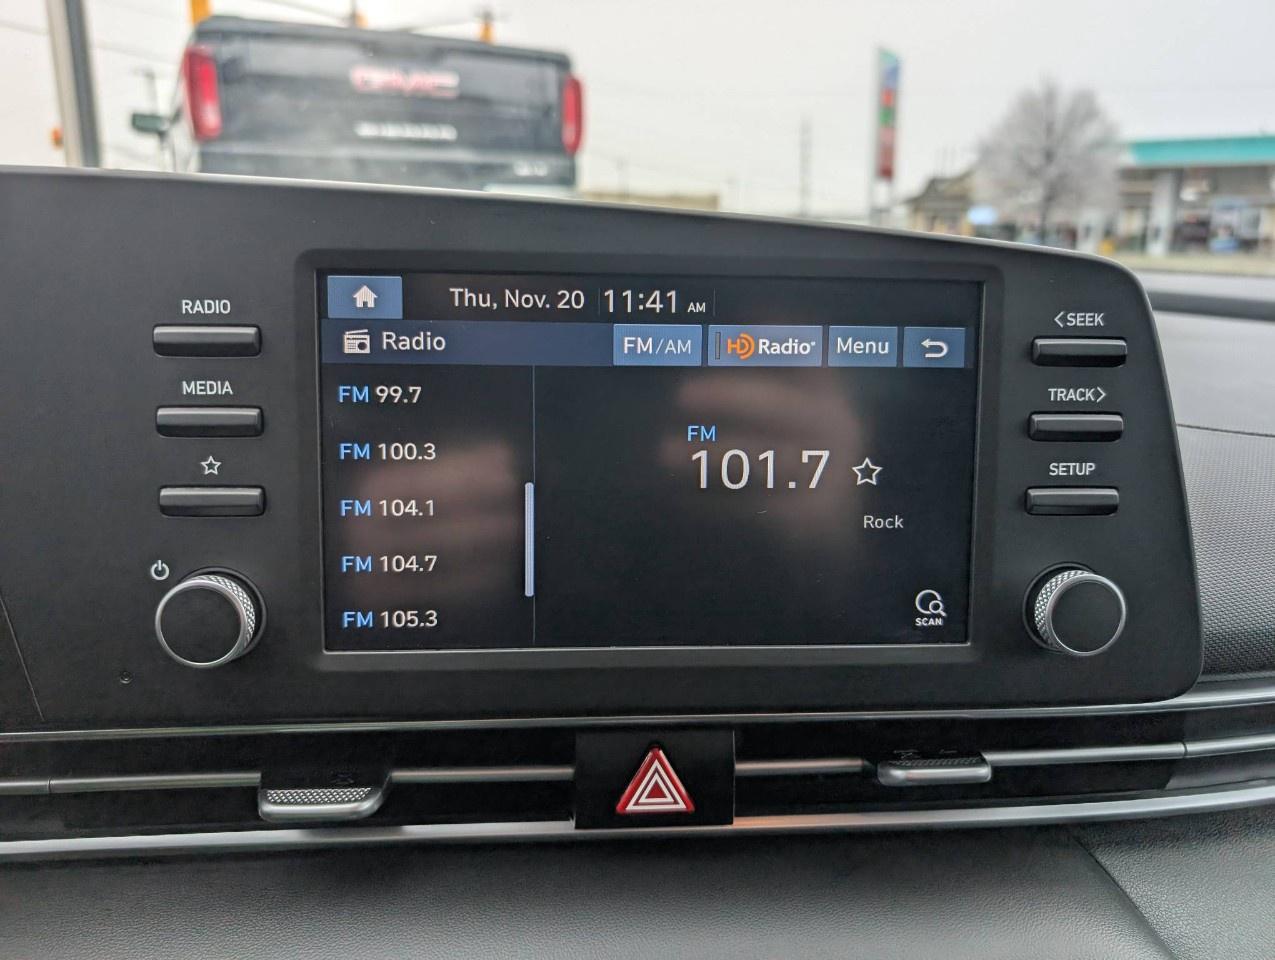 GMC
RADIO
MEDIA
Thu, Nov. 20 11:41 AM
Radio FM/AM HD Radio Menu
FM 99.7
FM 100.3
FM 104.1
FM 104.7
FM 105.3
FM
101.7
Rock
SCAN
<SEEK
TRACK>
SETUP